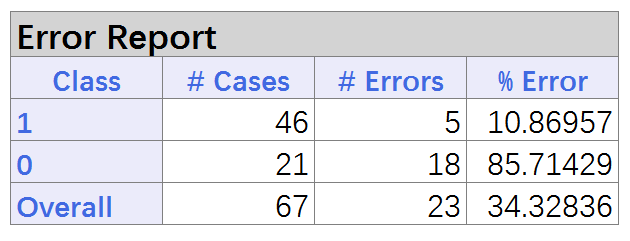 Error Report
Class # Cases # Errors % Error
1 46 5 10.86957
0 21 18 85.71429
Overall 67 23 34.32836